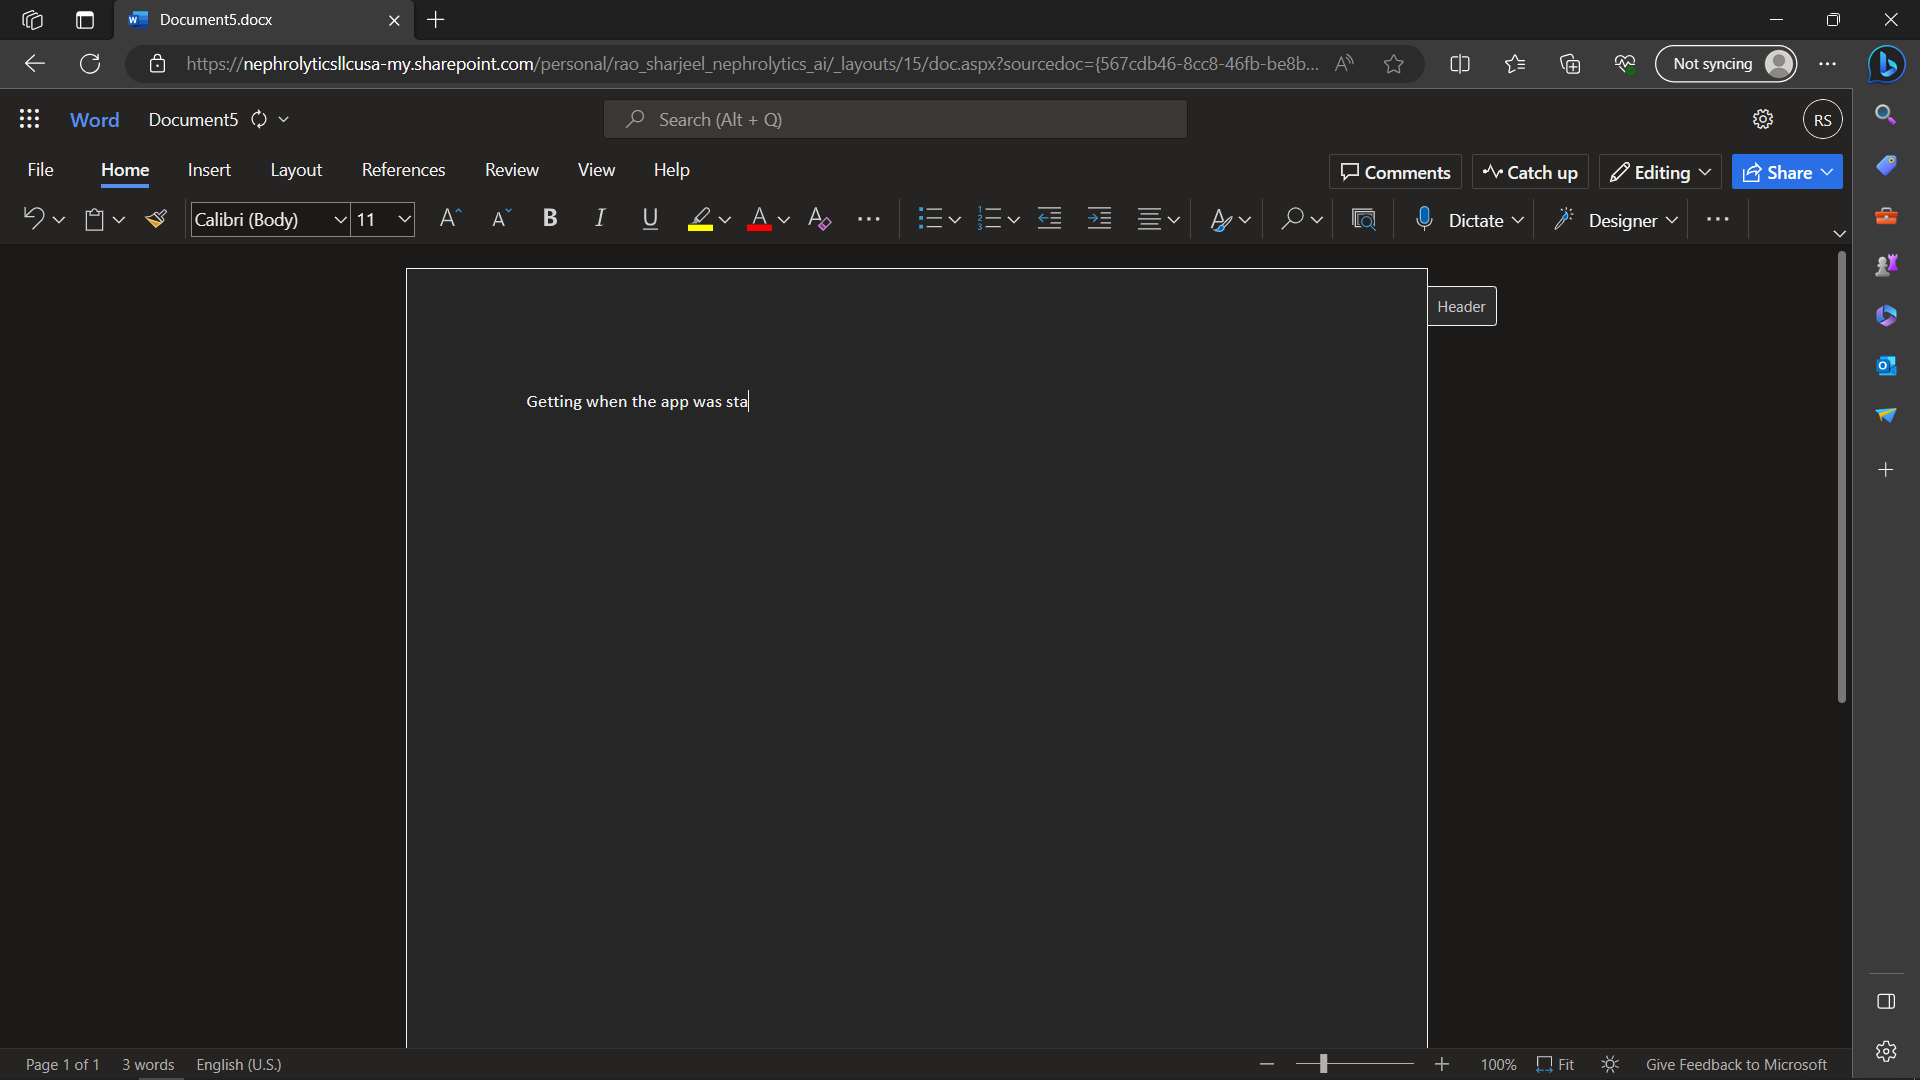 Document5.docx
https://nephrolyticsllcusa-my.sharepoint.com/personal/rao_sharjeel_nephrolytics_ai/_layouts/15/doc.aspx?sourcedoc={567cdb46-8cc8-46fb-be8b...
Not syncing
Word Document5 Search (Alt + Q) RS
File Home Insert Layout References Review View Help Comments Catch up Editing Share
Calibri (Body) 11 Dictate Designer
Header
Getting when the app was sta
Page 1 of 1 3 words English (U.S.) 100% Fit Give Feedback to Microsoft